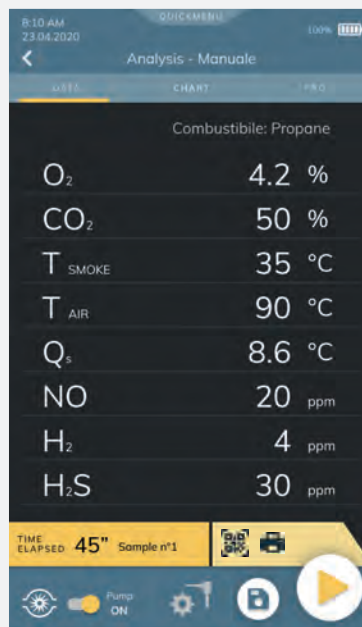 8:10 AM QUICKMENU 100%
23.04.2020
Analysis - Manuale
DATA CHART PRO
Combustibile: Propane
O₂ 4.2 %
CO₂ 50 %
T SMOKE 35 °C
T AIR 90 °C
Qs 8.6 °C
NO 20 ppm
H₂ 4 ppm
H₂S 30 ppm
TIME
ELAPSED 45" Sample n°1
Pump
ON